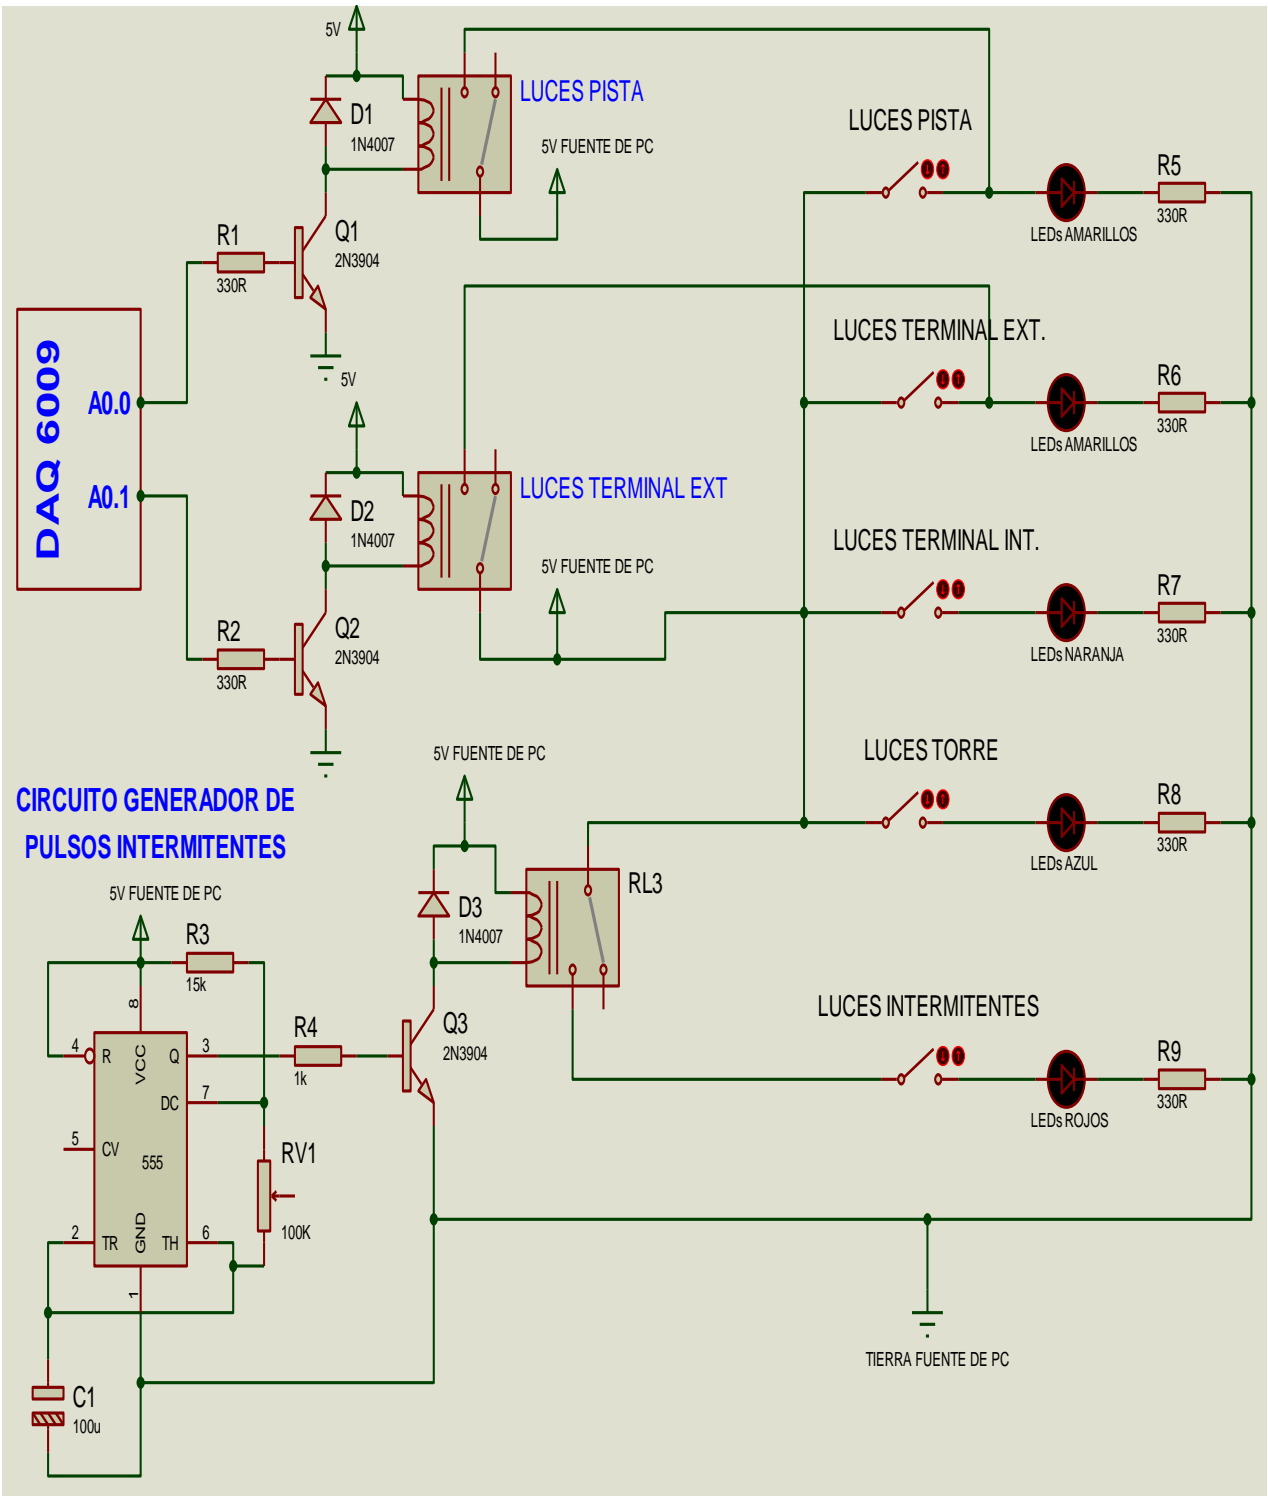 5V
LUCES PISTA
D1
1N4007
5V FUENTE DE PC
LUCES PISTA
R5
330R
LEDs AMARILLOS
R1
330R
Q1
2N3904
DAQ 6009
A0.0
A0.1
5V
LUCES TERMINAL EXT.
R6
330R
LEDs AMARILLOS
D2
1N4007
LUCES TERMINAL EXT
5V FUENTE DE PC
LUCES TERMINAL INT.
R7
330R
LEDs NARANJA
R2
330R
Q2
2N3904
5V FUENTE DE PC
LUCES TORRE
R8
330R
LEDs AZUL
CIRCUITO GENERADOR DE
PULSOS INTERMITENTES
5V FUENTE DE PC
R3
15k
D3
1N4007
RL3
8
VCC
4
R
Q
3
R4
1k
Q3
2N3904
LUCES INTERMITENTES
R9
330R
LEDs ROJOS
DC
7
5
CV
555
RV1
100K
2
TR
GND
TH
6
1
C1
100u
TIERRA FUENTE DE PC